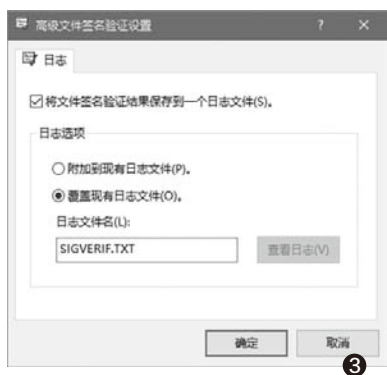 高级文件签名验证设置 ? ×
日志
将文件签名验证结果保存到一个日志文件(S)。
日志选项
附加到现有日志文件(P)。
覆盖现有日志文件(O)。
日志文件名(L):
SIGVERIF.TXT 查看日志(V)
确定 取消
3